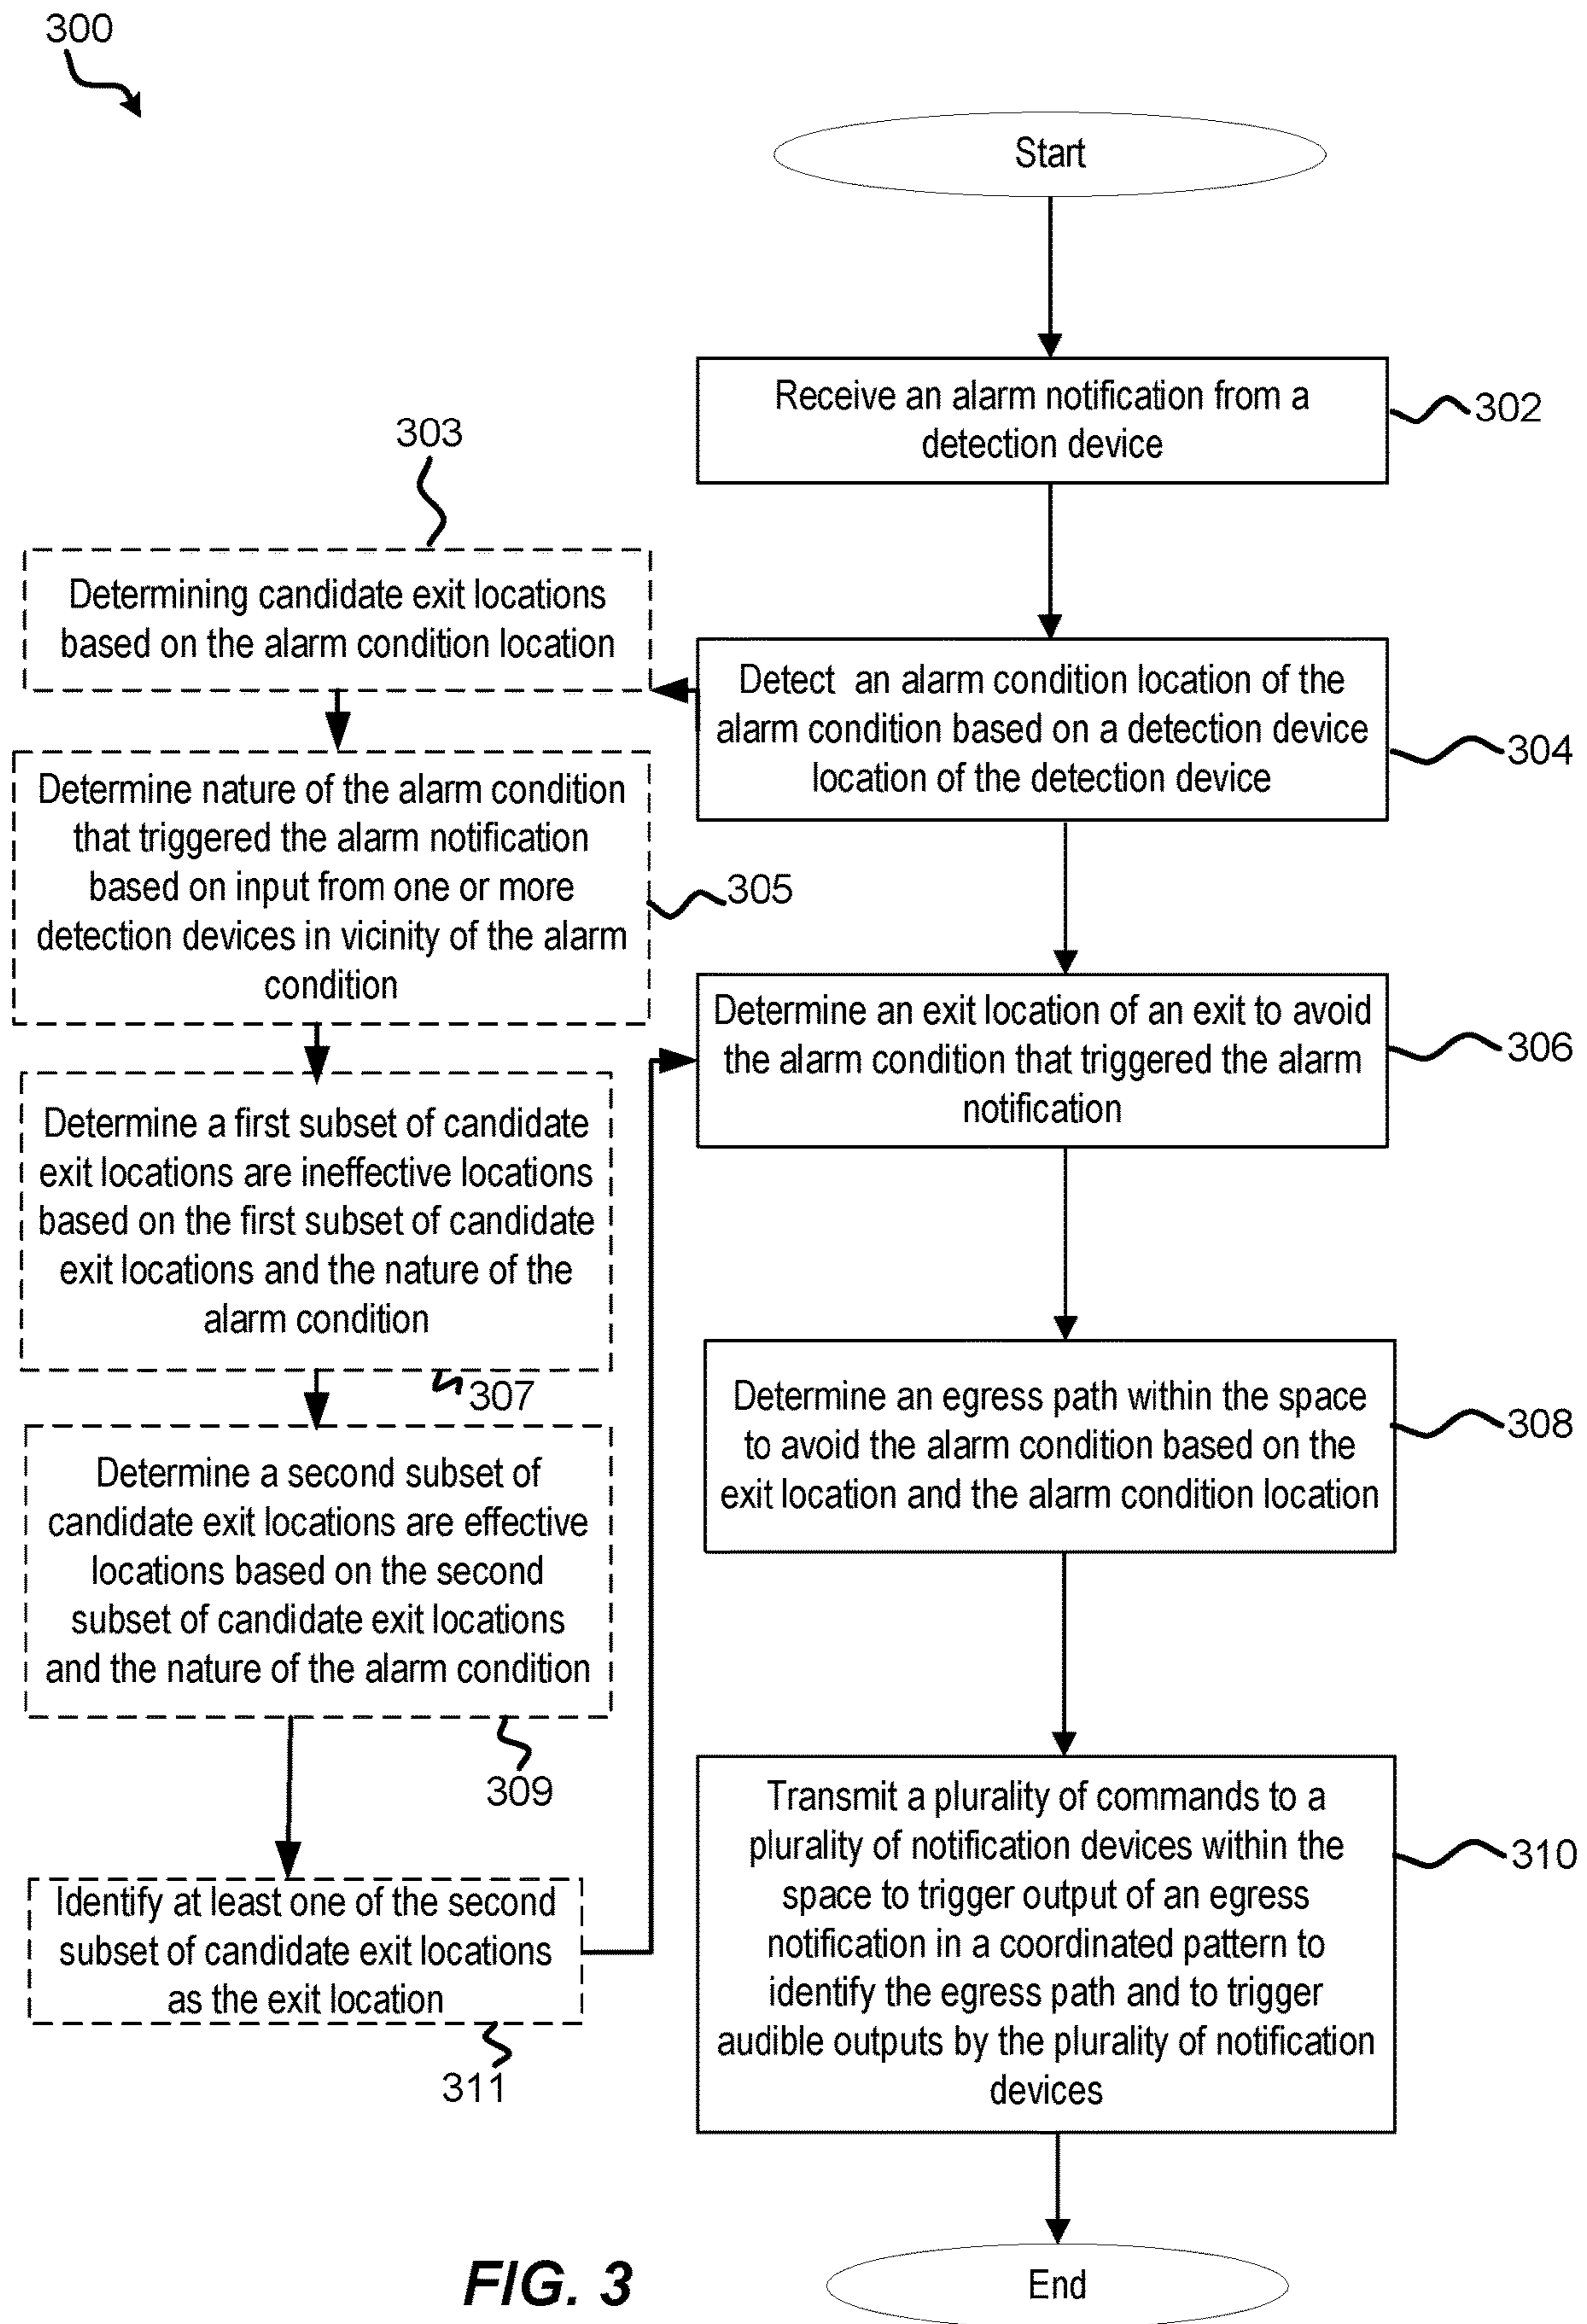 300
Start
Receive an alarm notification from a
detection device
302
303
Determining candidate exit locations
based on the alarm condition location
Detect an alarm condition location of the
alarm condition based on a detection device
location of the detection device
304
Determine nature of the alarm condition
that triggered the alarm notification
based on input from one or more
detection devices in vicinity of the alarm
condition
305
Determine an exit location of an exit to avoid
the alarm condition that triggered the alarm
notification
306
Determine a first subset of candidate
exit locations are ineffective locations
based on the first subset of candidate
exit locations and the nature of the
alarm condition
307
Determine an egress path within the space
to avoid the alarm condition based on the
exit location and the alarm condition location
308
Determine a second subset of
candidate exit locations are effective
locations based on the second
subset of candidate exit locations
and the nature of the alarm condition
309
Transmit a plurality of commands to a
plurality of notification devices within the
space to trigger output of an egress
notification in a coordinated pattern to
identify the egress path and to trigger
audible outputs by the plurality of notification
devices
310
Identify at least one of the second
subset of candidate exit locations
as the exit location
311
End
FIG. 3